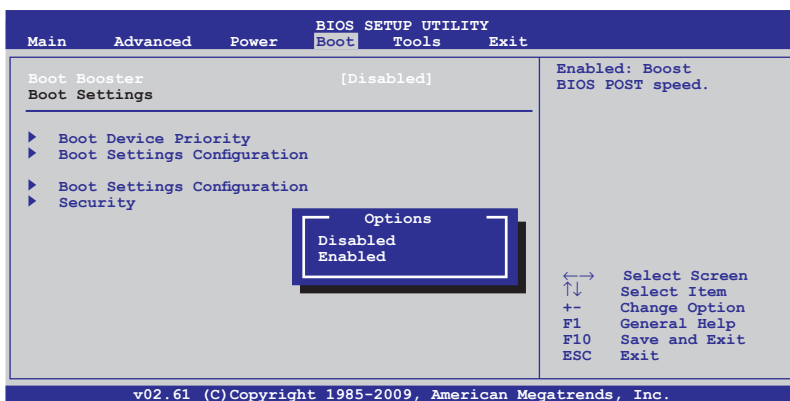 BIOS SETUP UTILITY
Main Advanced Power Boot Tools Exit
Boot Booster [Disabled]
Boot Settings
Boot Device Priority
Boot Settings Configuration
Boot Settings Configuration
Security
Options
Disabled
Enabled
Enabled: Boost
BIOS POST speed.
←→ Select Screen
↑↓ Select Item
+- Change Option
F1 General Help
F10 Save and Exit
ESC Exit
v02.61 (C)Copyright 1985-2009, American Megatrends, Inc.